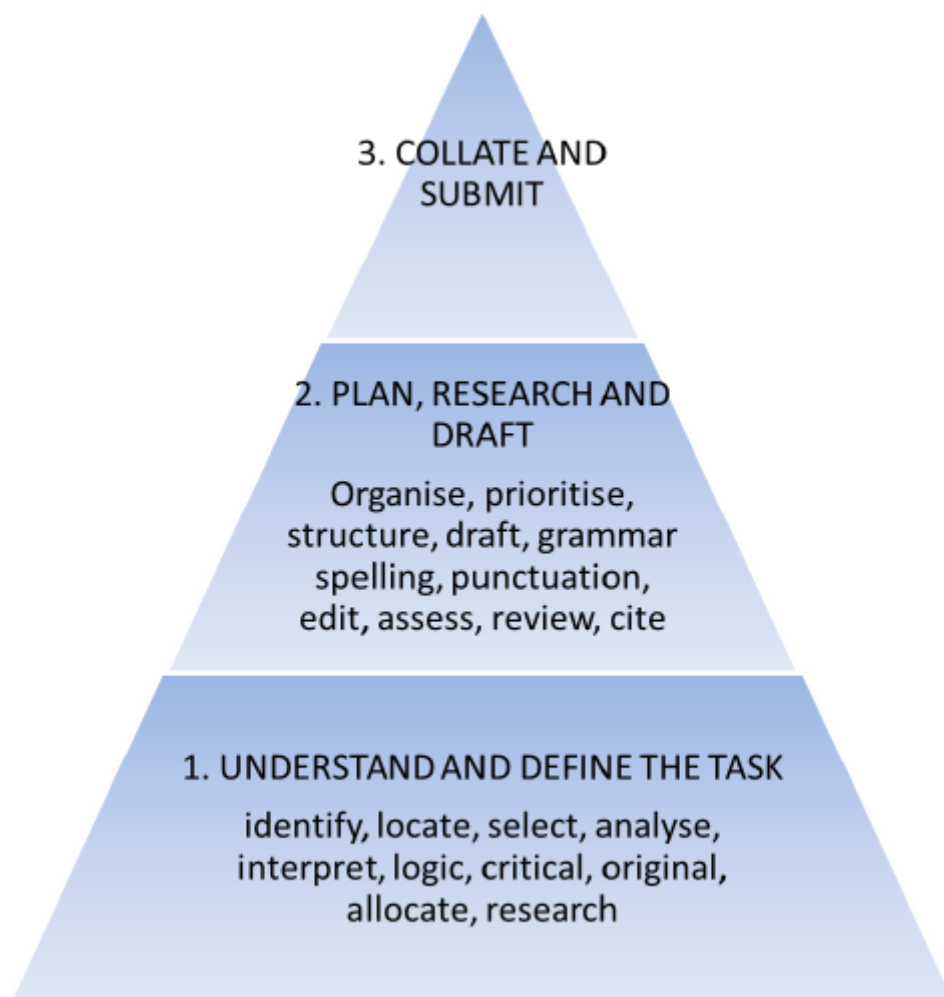 3. COLLATE AND
SUBMIT
2. PLAN, RESEARCH AND
DRAFT
Organise, prioritise,
structure, draft, grammar
spelling, punctuation,
edit, assess, review, cite
1. UNDERSTAND AND DEFINE THE TASK
identify, locate, select, analyse,
interpret, logic, critical, original,
allocate, research